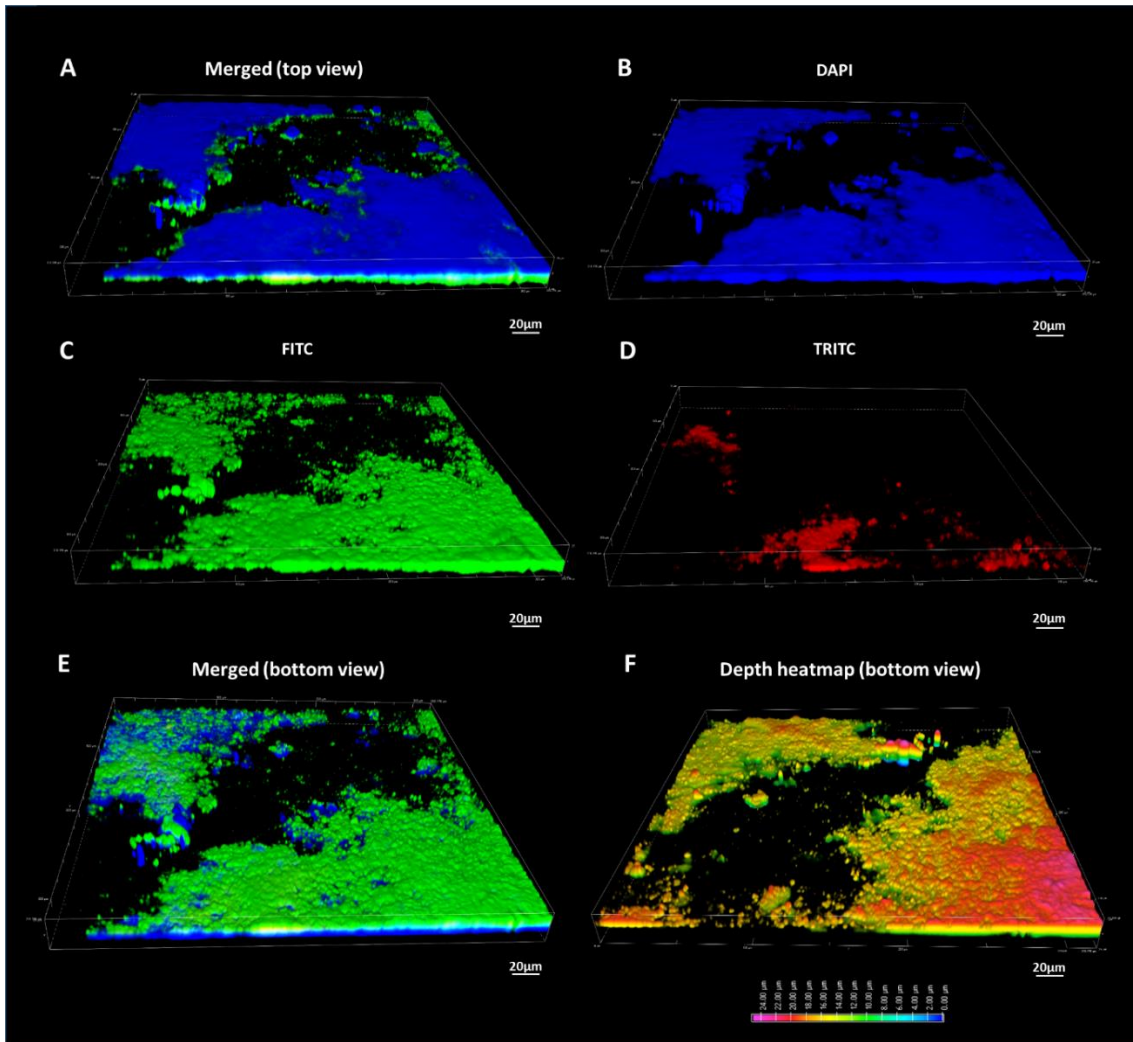 A
Merged (top view)
B
DAPI
20µm
20µm
C
FITC
D
TRITC
20µm
20µm
E
Merged (bottom view)
F
Depth heatmap (bottom view)
20µm
20µm
24.00 µm
22.00 µm
20.00 µm
18.00 µm
16.00 µm
14.00 µm
12.00 µm
10.00 µm
8.00 µm
6.00 µm
4.00 µm
2.00 µm
0.00 µm